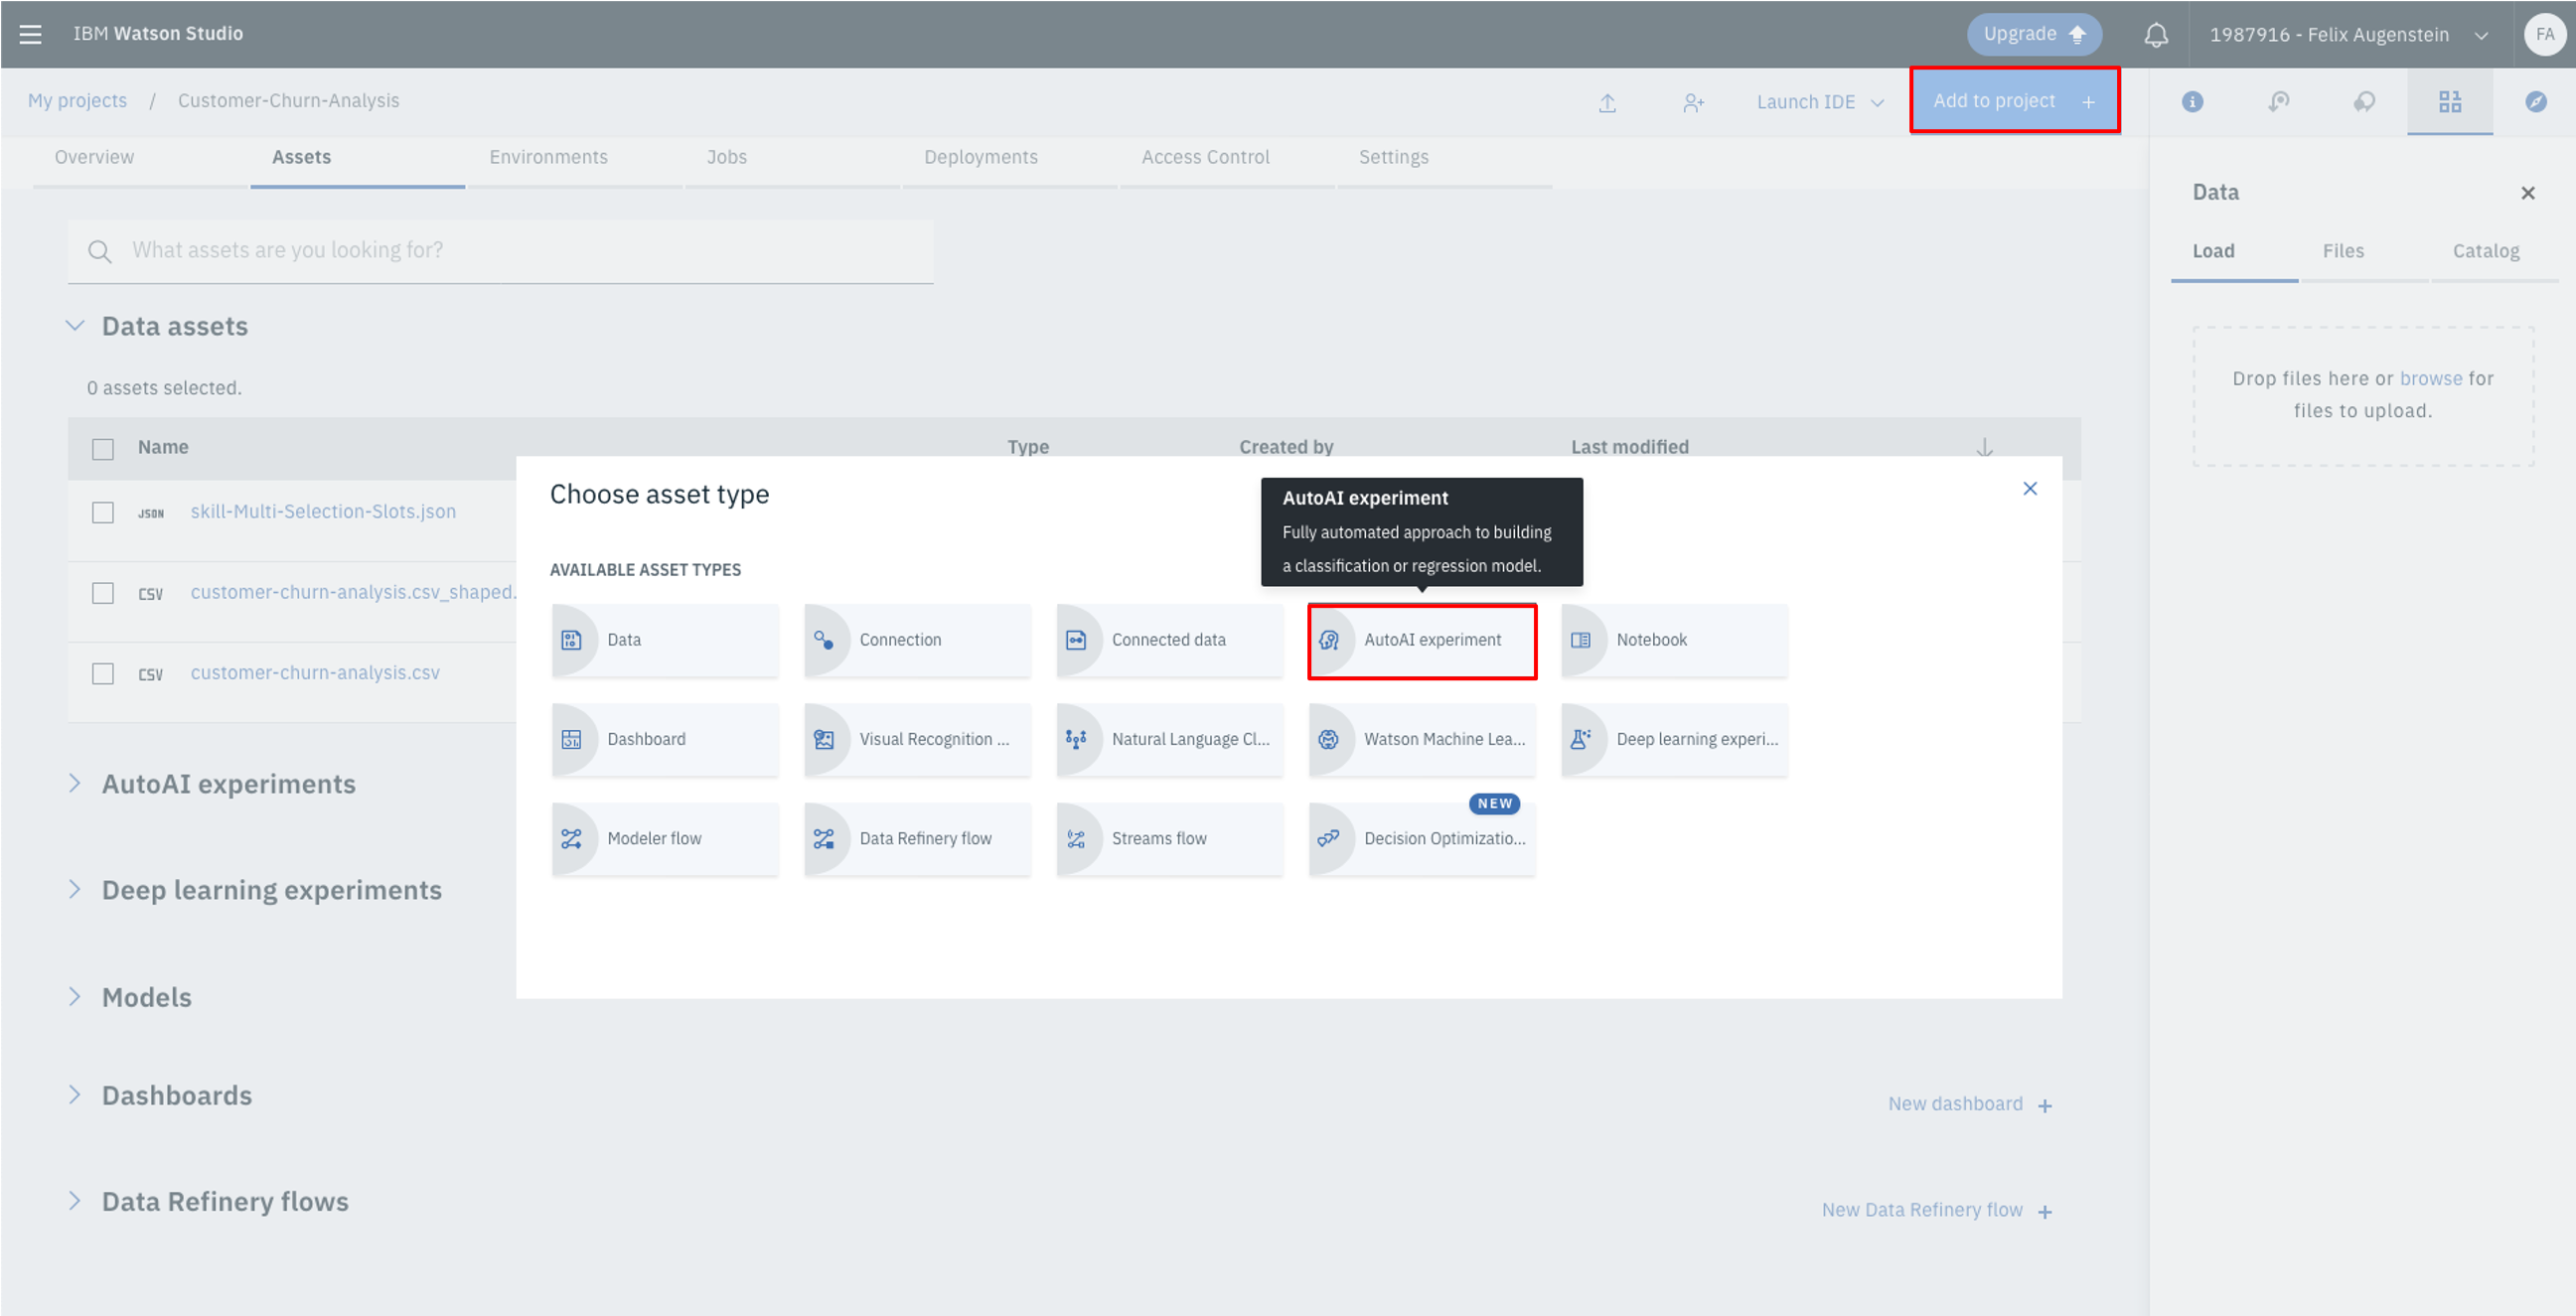 IBM Watson Studio
Upgrade
1987916 - Felix Augenstein
FA
My projects / Customer-Churn-Analysis
Launch IDE
Add to project +
Overview
Assets
Environments
Jobs
Deployments
Access Control
Settings
What assets are you looking for?
Data assets
0 assets selected.
Name
Type
Created by
Last modified
JSON skill-Multi-Selection-Slots.json
CSV customer-churn-analysis.csv_shaped.
CSV customer-churn-analysis.csv
AutoAI experiments
Deep learning experiments
Models
Dashboards
New dashboard +
Data Refinery flows
New Data Refinery flow +
Choose asset type
AutoAI experiment
Fully automated approach to building
a classification or regression model.
AVAILABLE ASSET TYPES
Data
Connection
Connected data
AutoAI experiment
Notebook
Dashboard
Visual Recognition ...
Natural Language Cl...
Watson Machine Lea...
Deep learning experi...
NEW
Modeler flow
Data Refinery flow
Streams flow
Decision Optimizatio...
Data
Load
Files
Catalog
Drop files here or browse for
files to upload.